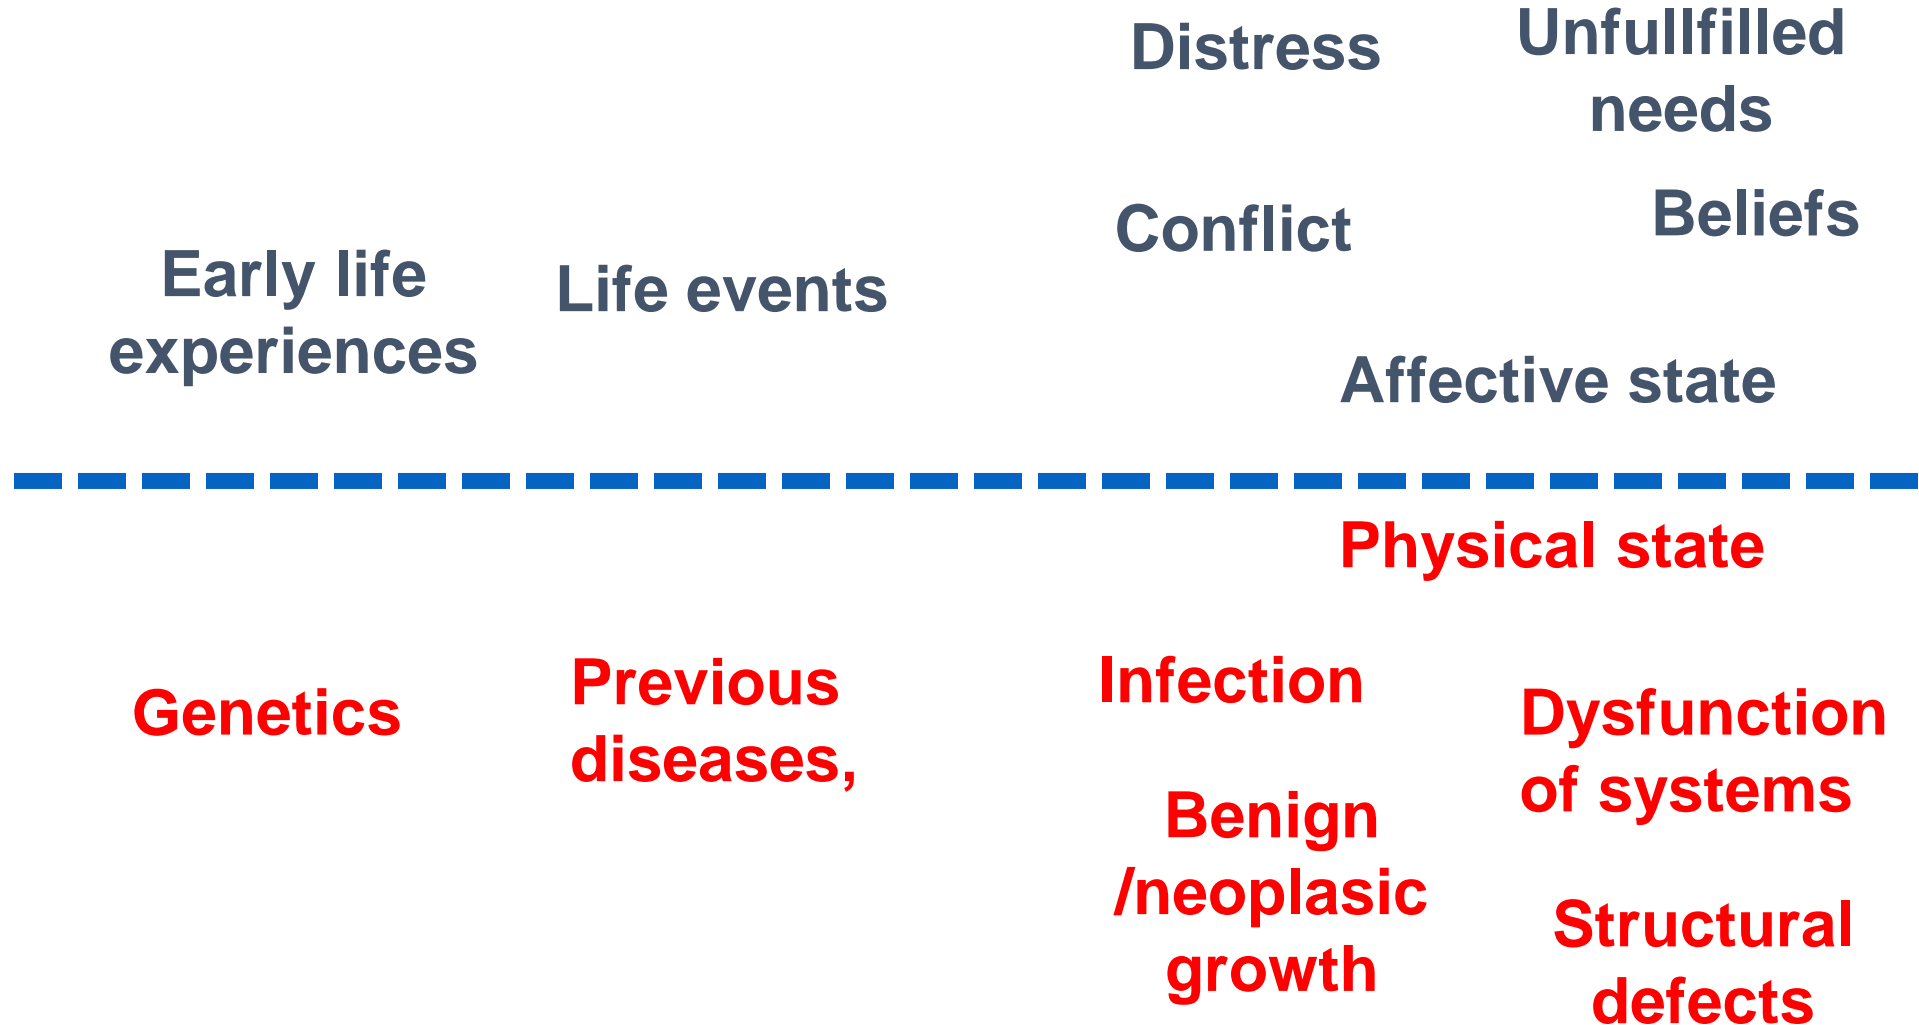 Distress
Unfullfilled
needs
Conflict
Beliefs
Early life
experiences
Life events
Affective state
Physical state
Genetics
Previous
diseases,
Infection
Dysfunction
of systems
Benign
/neoplasic
growth
Structural
defects